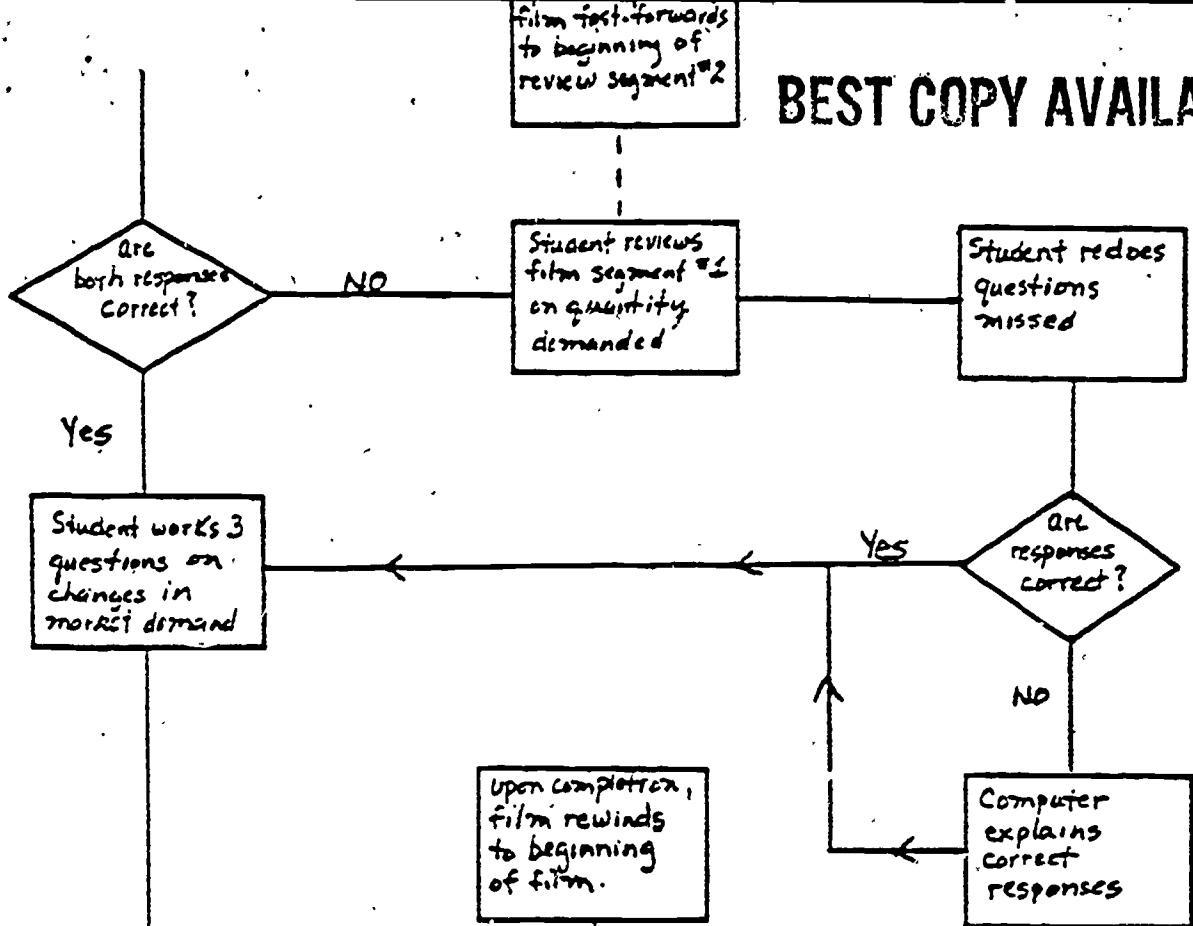 film fast-forwards
to beginning of
review segment #2
BEST COPY AVAILA
are
both responses
correct?
NO
Student reviews
film segment #1
on quantity
demanded
Student redoes
questions
missed
Yes
Student works 3
questions on
changes in
market demand
Yes
are
responses
correct?
NO
upon completion,
film rewinds
to beginning
of film.
Computer
explains
correct
responses